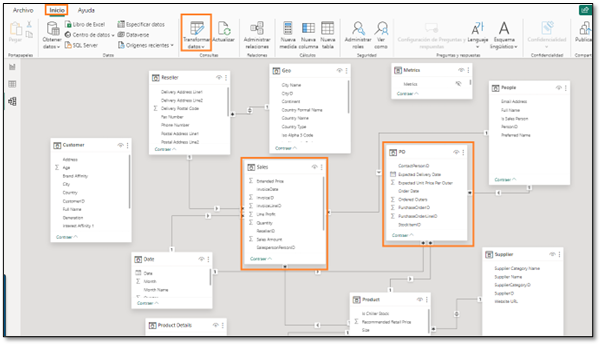 Archivo Inicio Ayuda
Libro de Excel
Centro de datos
SQL Server
Especificar datos
Dataverse
Orígenes recientes
Pegar
Obtener datos
Transformar datos
Actualizar
Administrar relaciones
Nueva medida
Nueva columna
Nueva tabla
Administrar roles
Ver como
Configuración de Preguntas y respuestas
Lenguaje
Esquema lingüístico
Confidencialidad
Portapapeles
Datos
Consultas
Relaciones
Cálculos
Seguridad
Preguntas y respuestas
Confidencialidad
Reseller
Delivery Address Line1
Delivery Address Line2
Delivery Postal Code
Fax Number
Phone Number
Postal Address Line1
Postal Address Line2
Contraer
Geo
City Name
CityID
Continent
Country Formal Name
Country Name
Country Type
Iso Alpha 3 Code
Contraer
Metrics
Metrics
Contraer
People
Email Address
Full Name
Is Sales Person
PersonID
Preferred Name
Contraer
Customer
Address
Age
Brand Affinity
City
Country
CustomerID
Full Name
Generation
Interest Affinity 1
Contraer
Sales
Extended Price
InvoiceDate
InvoiceID
InvoiceLineID
Line Profit
Quantity
ResellerID
Sales Amount
SalespersonPersonID
Contraer
PO
ContactPersonID
Expected Delivery Date
Expected Unit Price Per Outer
Order Date
Ordered Outers
PurchaseOrderID
PurchaseOrderLineID
StockItemID
Contraer
Date
Date
Month
Month Name
Contraer
Supplier
Supplier Category Name
Supplier Name
SupplierCategoryID
SupplierID
Website URL
Contraer
Product
Is Chiller Stock
Recommended Retail Price
Size
Product Details